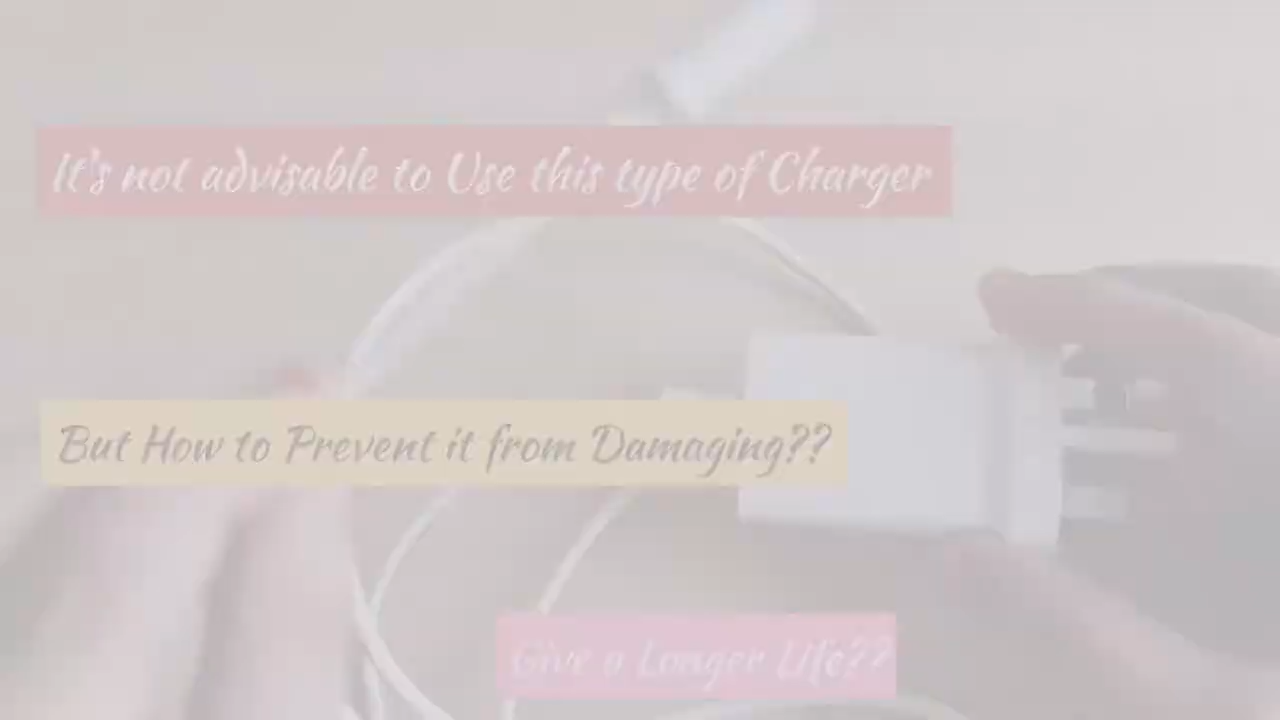 It's not advisable to Use this type of Charger
But How to Prevent it from Damaging??
Give a Longer Life??